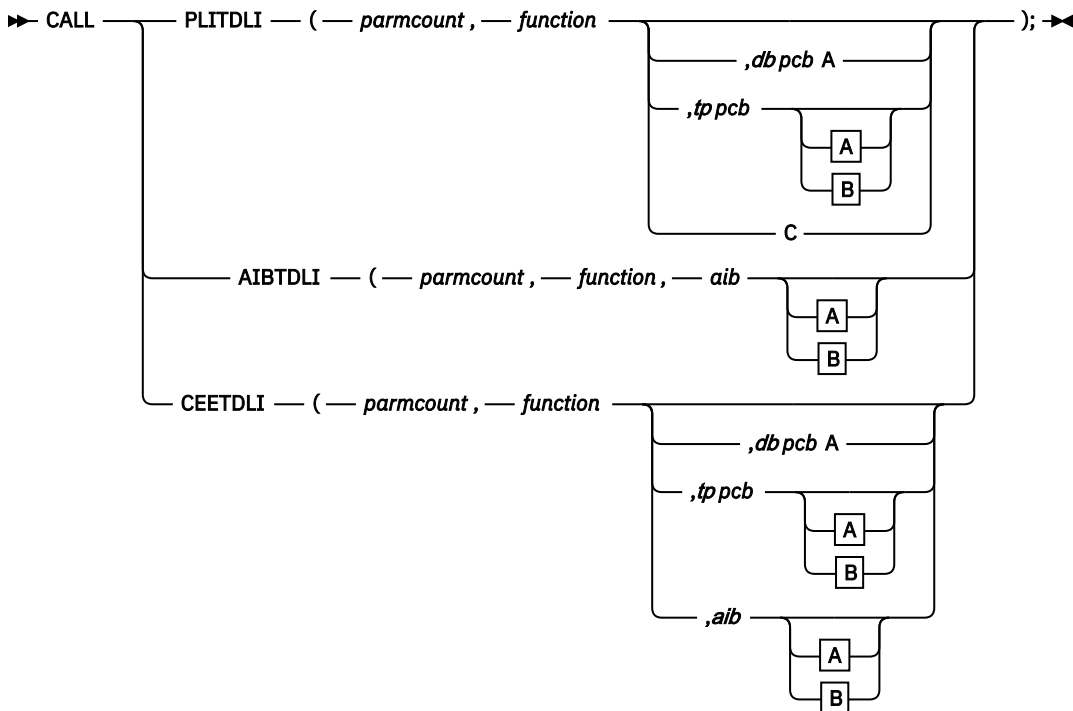 CALL PLITDLI ( parmcount , function ); 
,db pcb A
,tp pcb
A
B
C
AIBTDLI ( parmcount , function , aib
A
B
CEETDLI ( parmcount , function
,db pcb A
,tp pcb
A
B
,aib
A
B